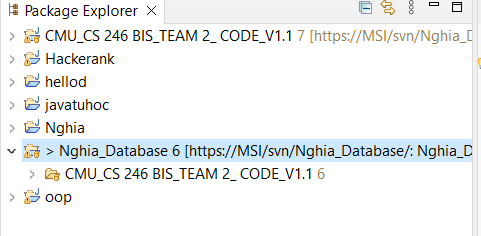 Package Explorer
CMU_CS 246 BIS_TEAM 2_ CODE_V1.1 7 [https://MSI/svn/Nghia_D
Hackerank
hellod
javatuhoc
Nghia
> Nghia_Database 6 [https://MSI/svn/Nghia_Database/: Nghia_D
CMU_CS 246 BIS_TEAM 2_ CODE_V1.1 6
oop